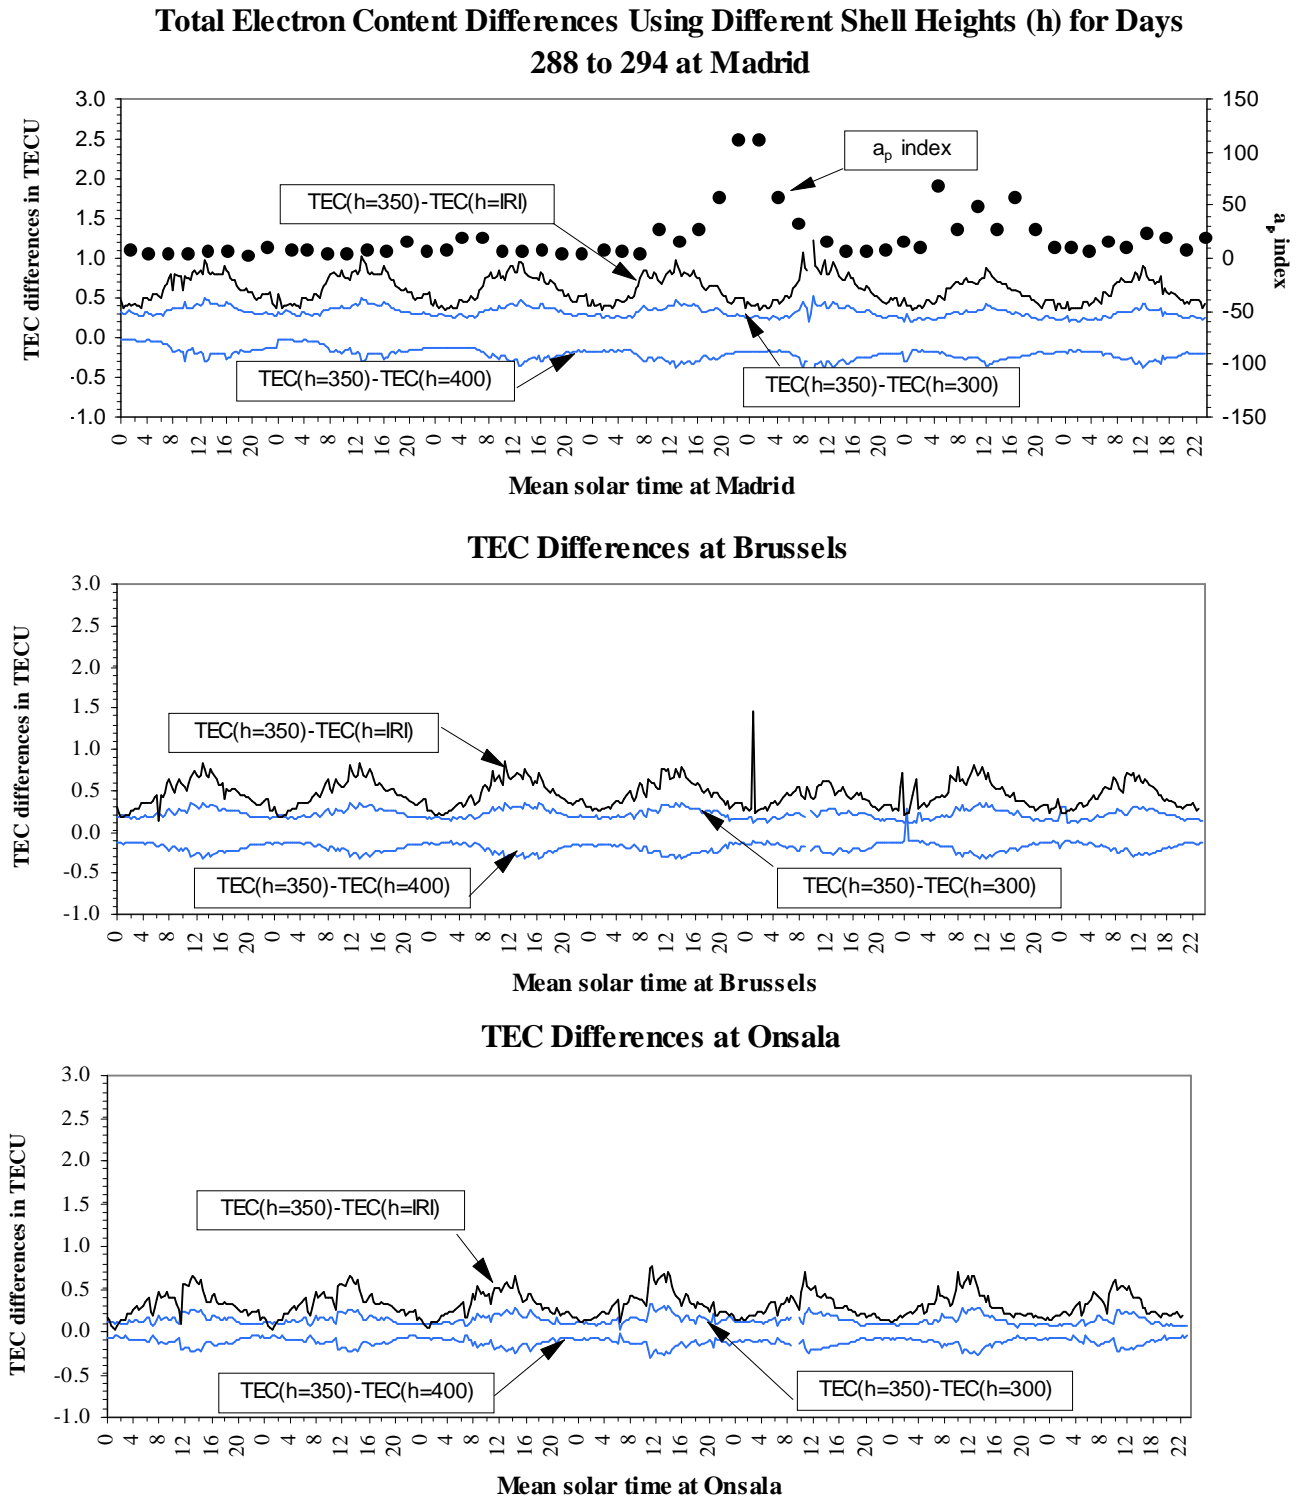 Total Electron Content Differences Using Different Shell Heights (h) for Days
288 to 294 at Madrid
TEC differences in TECU
3.0
2.5
2.0
1.5
1.0
0.5
0.0
-0.5
-1.0
150
100
50
0
-50
-100
-150
ap index
ap index
TEC(h=350)-TEC(h=IRI)
TEC(h=350)-TEC(h=400)
TEC(h=350)-TEC(h=300)
0 4 8 12 16 20 0 4 8 12 16 20 0 4 8 12 16 20 0 4 8 12 16 20 0 4 8 12 16 20 0 4 8 12 16 20 0 4 8 12 18 22
Mean solar time at Madrid
TEC Differences at Brussels
TEC differences in TECU
3.0
2.5
2.0
1.5
1.0
0.5
0.0
-0.5
-1.0
TEC(h=350)-TEC(h=IRI)
TEC(h=350)-TEC(h=400)
TEC(h=350)-TEC(h=300)
0 4 8 12 16 20 0 4 8 12 16 20 0 4 8 12 16 20 0 4 8 12 16 20 0 4 8 12 16 20 0 4 8 12 16 20 0 4 8 12 18 22
Mean solar time at Brussels
TEC Differences at Onsala
TEC differences in TECU
3.0
2.5
2.0
1.5
1.0
0.5
0.0
-0.5
-1.0
TEC(h=350)-TEC(h=IRI)
TEC(h=350)-TEC(h=400)
TEC(h=350)-TEC(h=300)
0 4 8 12 16 20 0 4 8 12 16 20 0 4 8 12 16 20 0 4 8 12 16 20 0 4 8 12 16 20 0 4 8 12 16 20 0 4 8 12 18 22
Mean solar time at Onsala